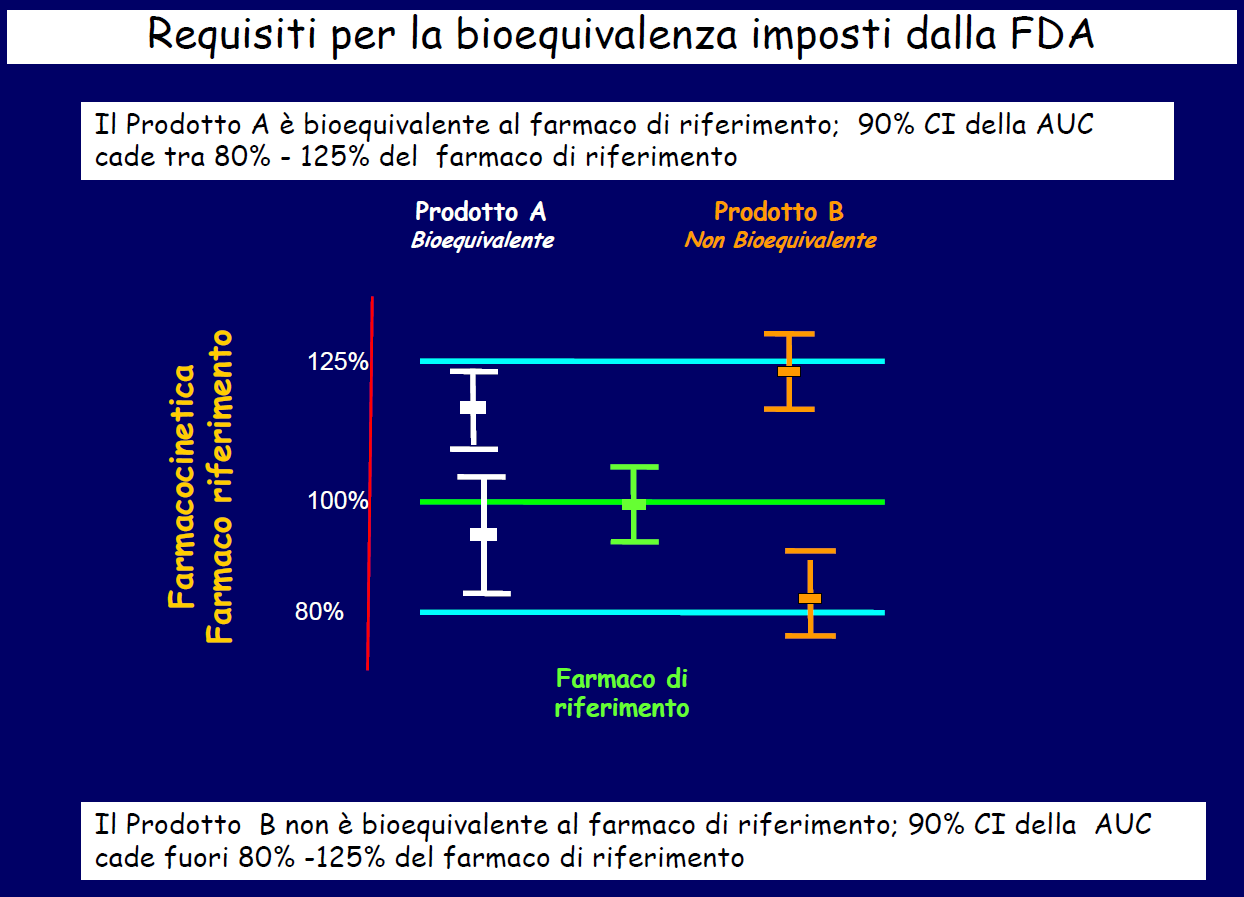 Requisiti per la bioequivalenza imposti dalla FDA
Il Prodotto A è bioequivalente al farmaco di riferimento;  90% CI della AUC
cade tra 80% - 125% del  farmaco di riferimento
Prodotto A
Bioequivalente
Prodotto B
Non Bioequivalente
Farmacocinetica
Farmaco riferimento
125%
100%
80%
Farmaco di
riferimento
Il Prodotto  B non è bioequivalente al farmaco di riferimento; 90% CI della  AUC
cade fuori 80% -125% del farmaco di riferimento